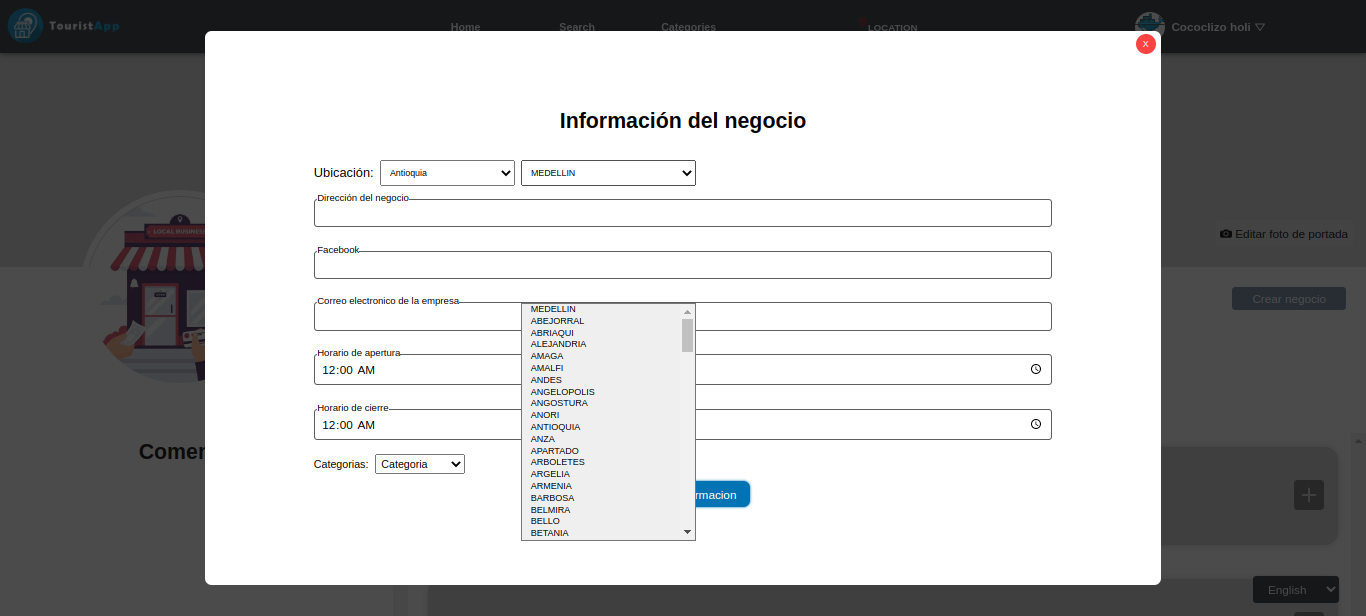 TouristApp
Home
Search
Categories
LOCATION
Cococlizo holi
X
Información del negocio
Ubicación:
Antioquia
MEDELLIN
Dirección del negocio
Facebook
Correo electronico de la empresa
Horario de apertura
12:00 AM
Horario de cierre
12:00 AM
Categorias:
Categoria
rmacion
MEDELLIN
ABEJORRAL
ABRIAQUI
ALEJANDRIA
AMAGA
AMALFI
ANDES
ANGELOPOLIS
ANGOSTURA
ANORI
ANTIOQUIA
ANZA
APARTADO
ARBOLETES
ARGELIA
ARMENIA
BARBOSA
BELMIRA
BELLO
BETANIA
LOCAL BUSINESS
Editar foto de portada
Crear negocio
Comen
English